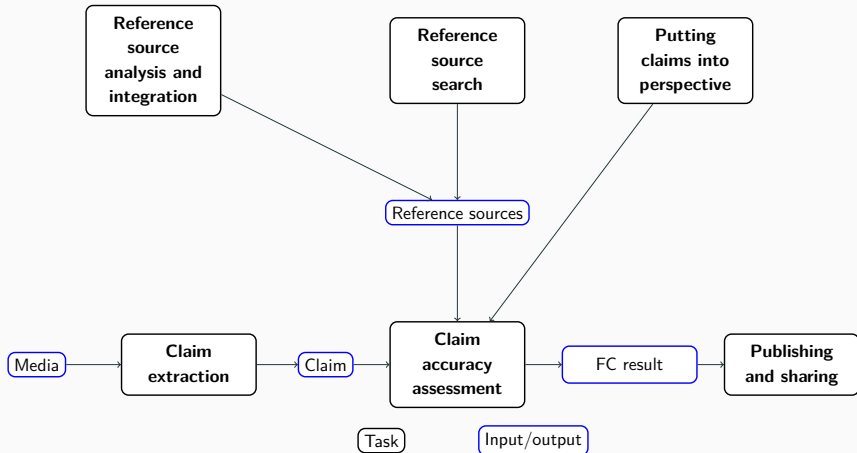 Reference
source
analysis and
integration
Reference
source
search
Putting
claims into
perspective
Reference sources
Media
Claim
extraction
Claim
Claim
accuracy
assessment
FC result
Publishing
and sharing
Task
Input/output